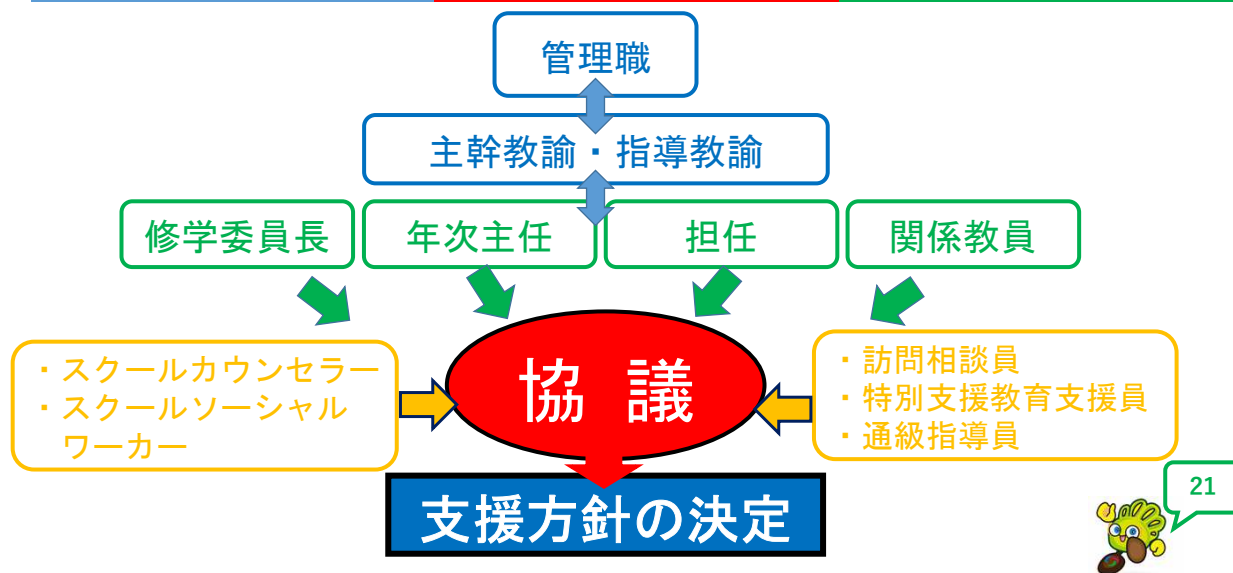 管理職
主幹教諭・指導教諭
修学委員長
年次主任
担任
関係教員
・スクールカウンセラー
・スクールソーシャル
ワーカー
協議
・訪問相談員
・特別支援教育支援員
・通級指導員
支援方針の決定
21